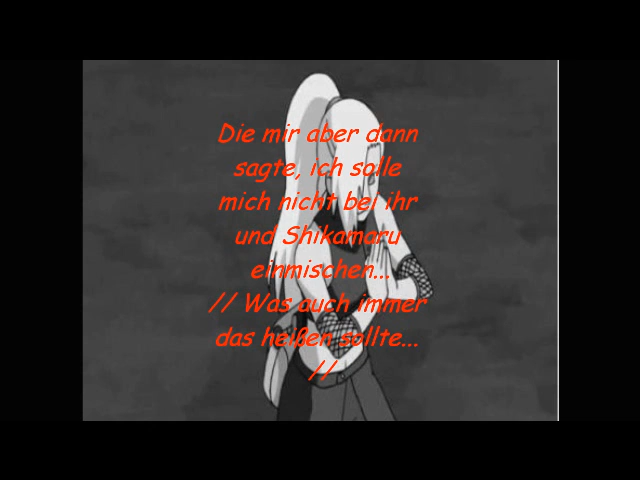 Die mir aber dann
sagte, ich solle
mich nicht bei ihr
und Shikamaru
einmischen...
// Was auch immer
das heißen sollte...
//